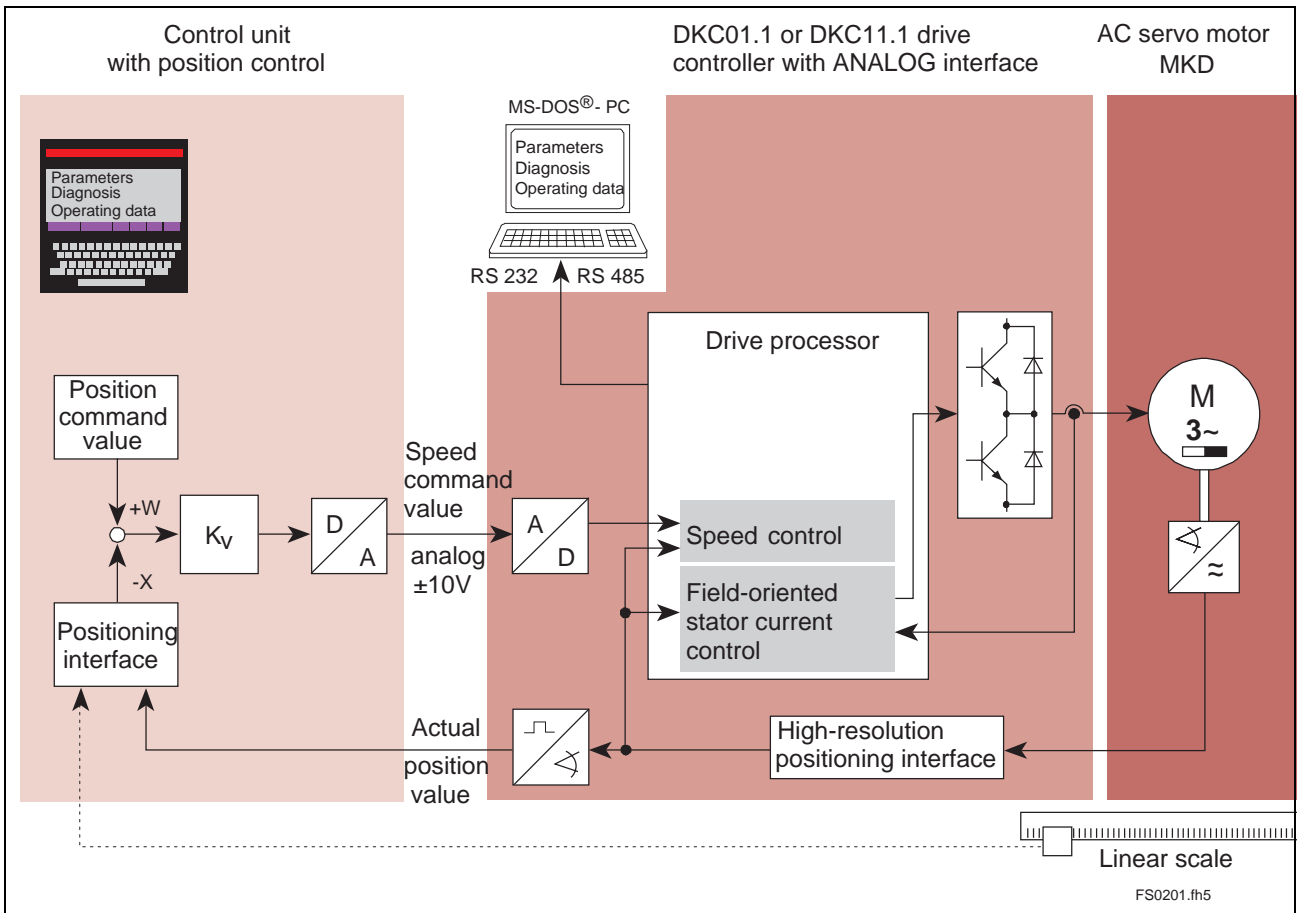 Control unit
with position control
DKC01.1 or DKC11.1 drive
controller with ANALOG interface
AC servo motor
MKD
MS-DOS®- PC
Parameters
Diagnosis
Operating data
Parameters
Diagnosis
Operating data
RS 232
RS 485
Drive processor
Position
command
value
+W
-X
Kv
D
A
Speed
command
value
analog
±10V
A
D
Speed control
Field-oriented
stator current
control
M
3~
≈
Positioning
interface
Actual
position
value
High-resolution
positioning interface
Linear scale
FS0201.fh5